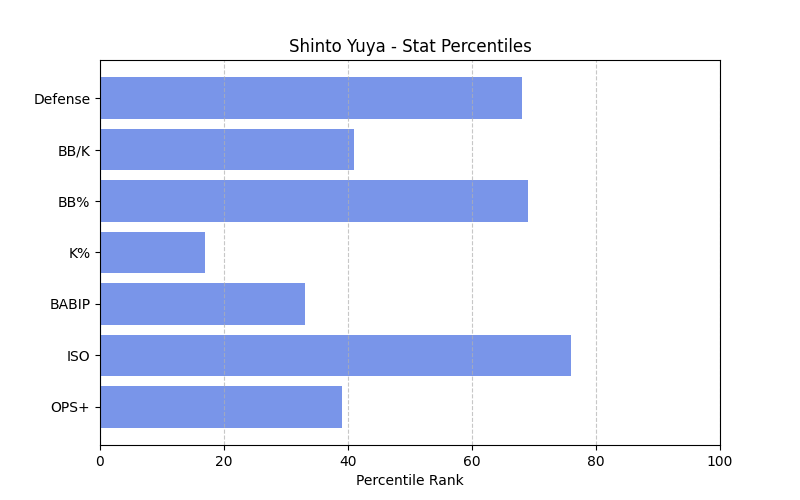 Shinto Yuya - Stat Percentiles
Defense
BB/K
BB%
K%
BABIP
ISO
OPS+
0 20 40 60 80 100
Percentile Rank